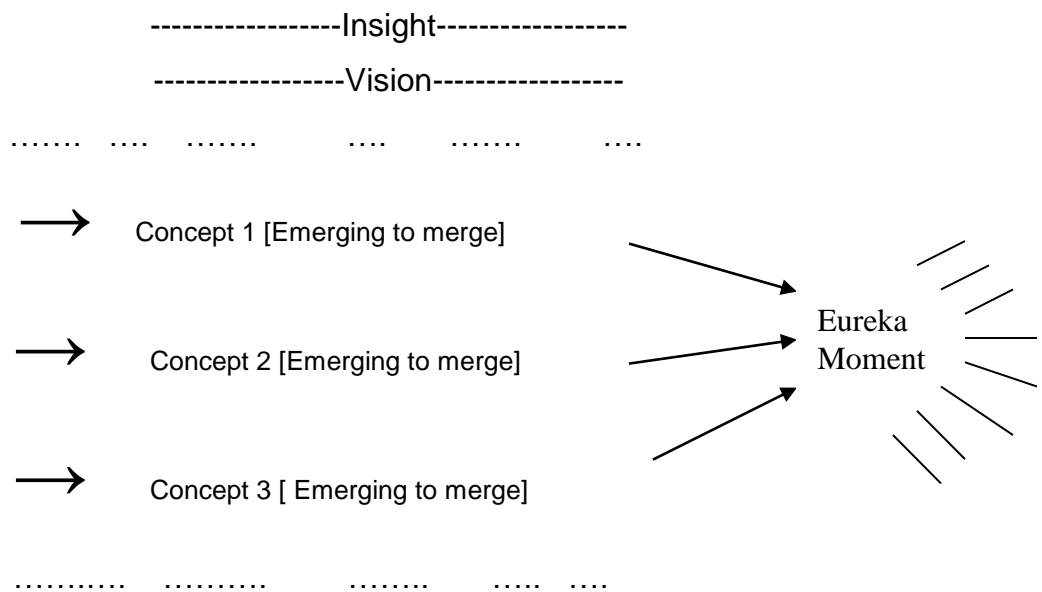 -----------------Insight-----------------
-----------------Vision-----------------
……. …. ……. …. ……. ….
Concept 1 [Emerging to merge]
Concept 2 [Emerging to merge]
Concept 3 [ Emerging to merge]
Eureka
Moment
……..…. ………. …….. ….. ….